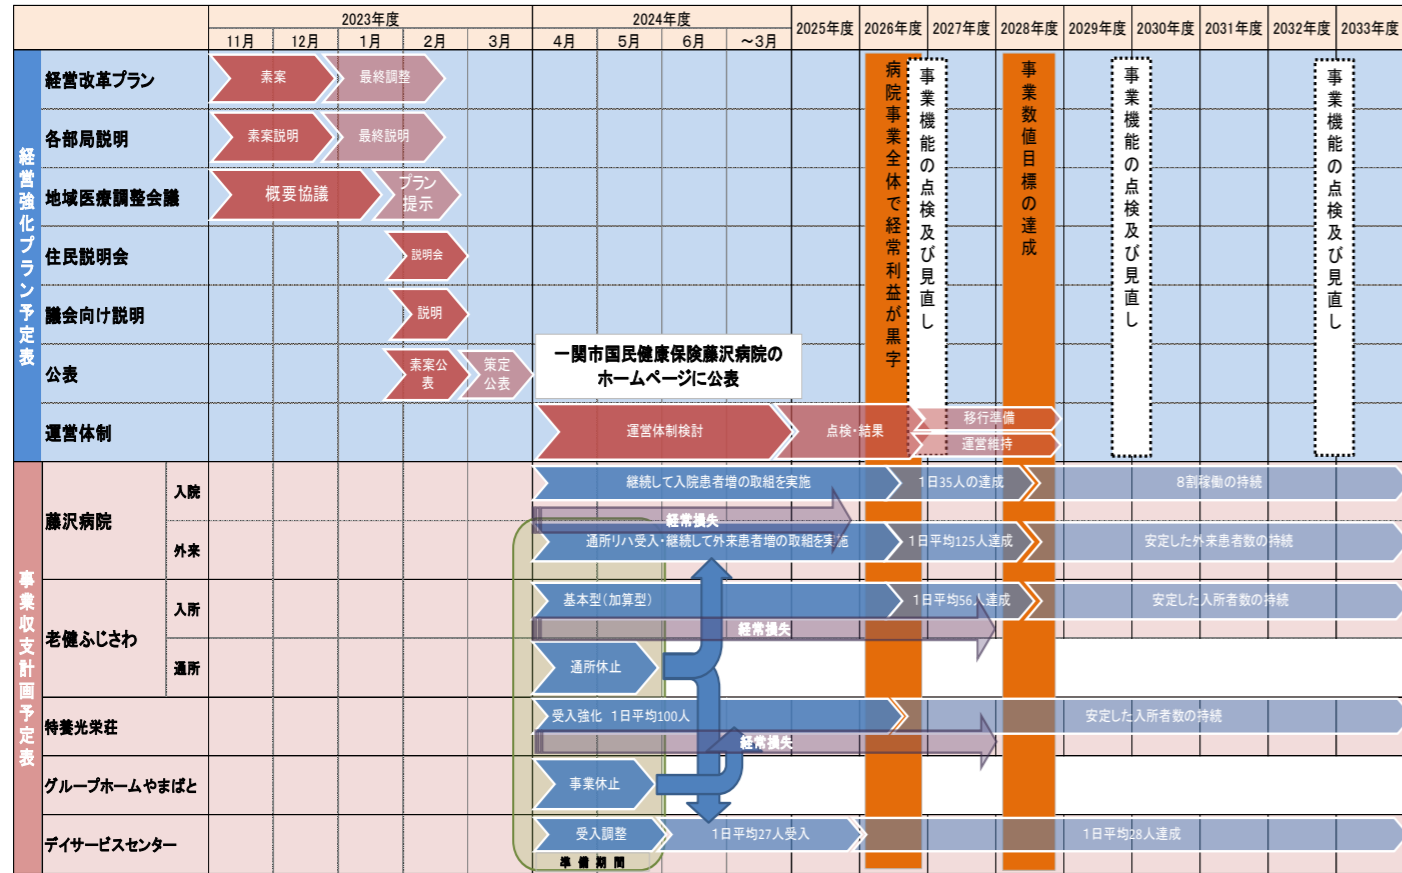 2023年度
2024年度
2025年度
2026年度
2027年度
2028年度
2029年度
2030年度
2031年度
2032年度
2033年度
11月
12月
1月
2月
3月
4月
5月
6月
～3月
経営強化プラン予定表
経営改革プラン
素案
最終調整
各部局説明
素案説明
最終説明
地域医療調整会議
概要協議
プラン
提示
住民説明会
説明会
議会向け説明
説明
公表
素案公
表
策定
公表
一関市国民健康保険藤沢病院の
ホームページに公表
運営体制
運営体制検討
点検・結果
移行準備
運営維持
病院事業全体で経常利益が黒字
事業機能の点検及び見直し
事業数値目標の達成
事業機能の点検及び見直し
事業機能の点検及び見直し
事業収支計画予定表
藤沢病院
入院
継続して入院患者増の取組を実施
1日35人の達成
8割稼働の持続
経常損失
外来
通所リハ受入・継続して外来患者増の取組を実施
1日平均125人達成
安定した外来患者数の持続
老健ふじさわ
入所
基本型（加算型）
1日平均56人達成
安定した入所者数の持続
経常損失
通所
通所休止
特養光栄荘
受入強化 1日平均100人
安定した入所者数の持続
経常損失
グループホームやまばと
事業休止
デイサービスセンター
受入調整
1日平均27人受入
1日平均28人達成
準備期間